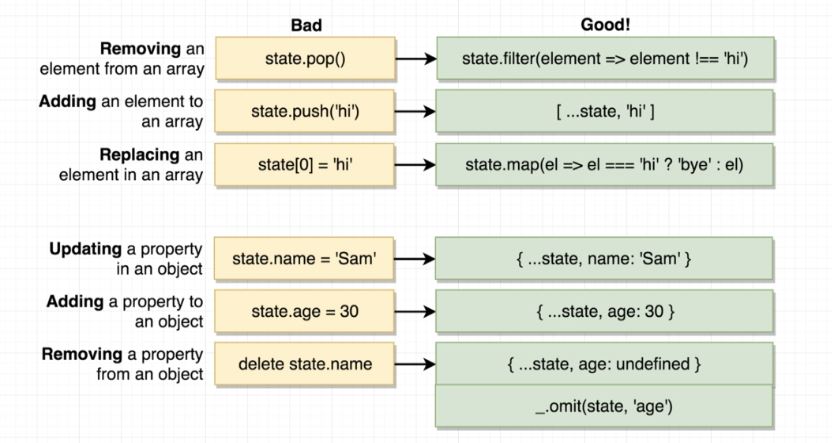 Bad
Good!
Removing an
element from an array
state.pop()
state.filter(element => element !== 'hi')
Adding an element to
an array
state.push('hi')
[ ...state, 'hi' ]
Replacing an
element in an array
state[0] = 'hi'
state.map(el => el === 'hi' ? 'bye' : el)
Updating a property
in an object
state.name = 'Sam'
{ ...state, name: 'Sam' }
Adding a property to
an object
state.age = 30
{ ...state, age: 30 }
Removing a property
from an object
delete state.name
{ ...state, age: undefined }
_.omit(state, 'age')